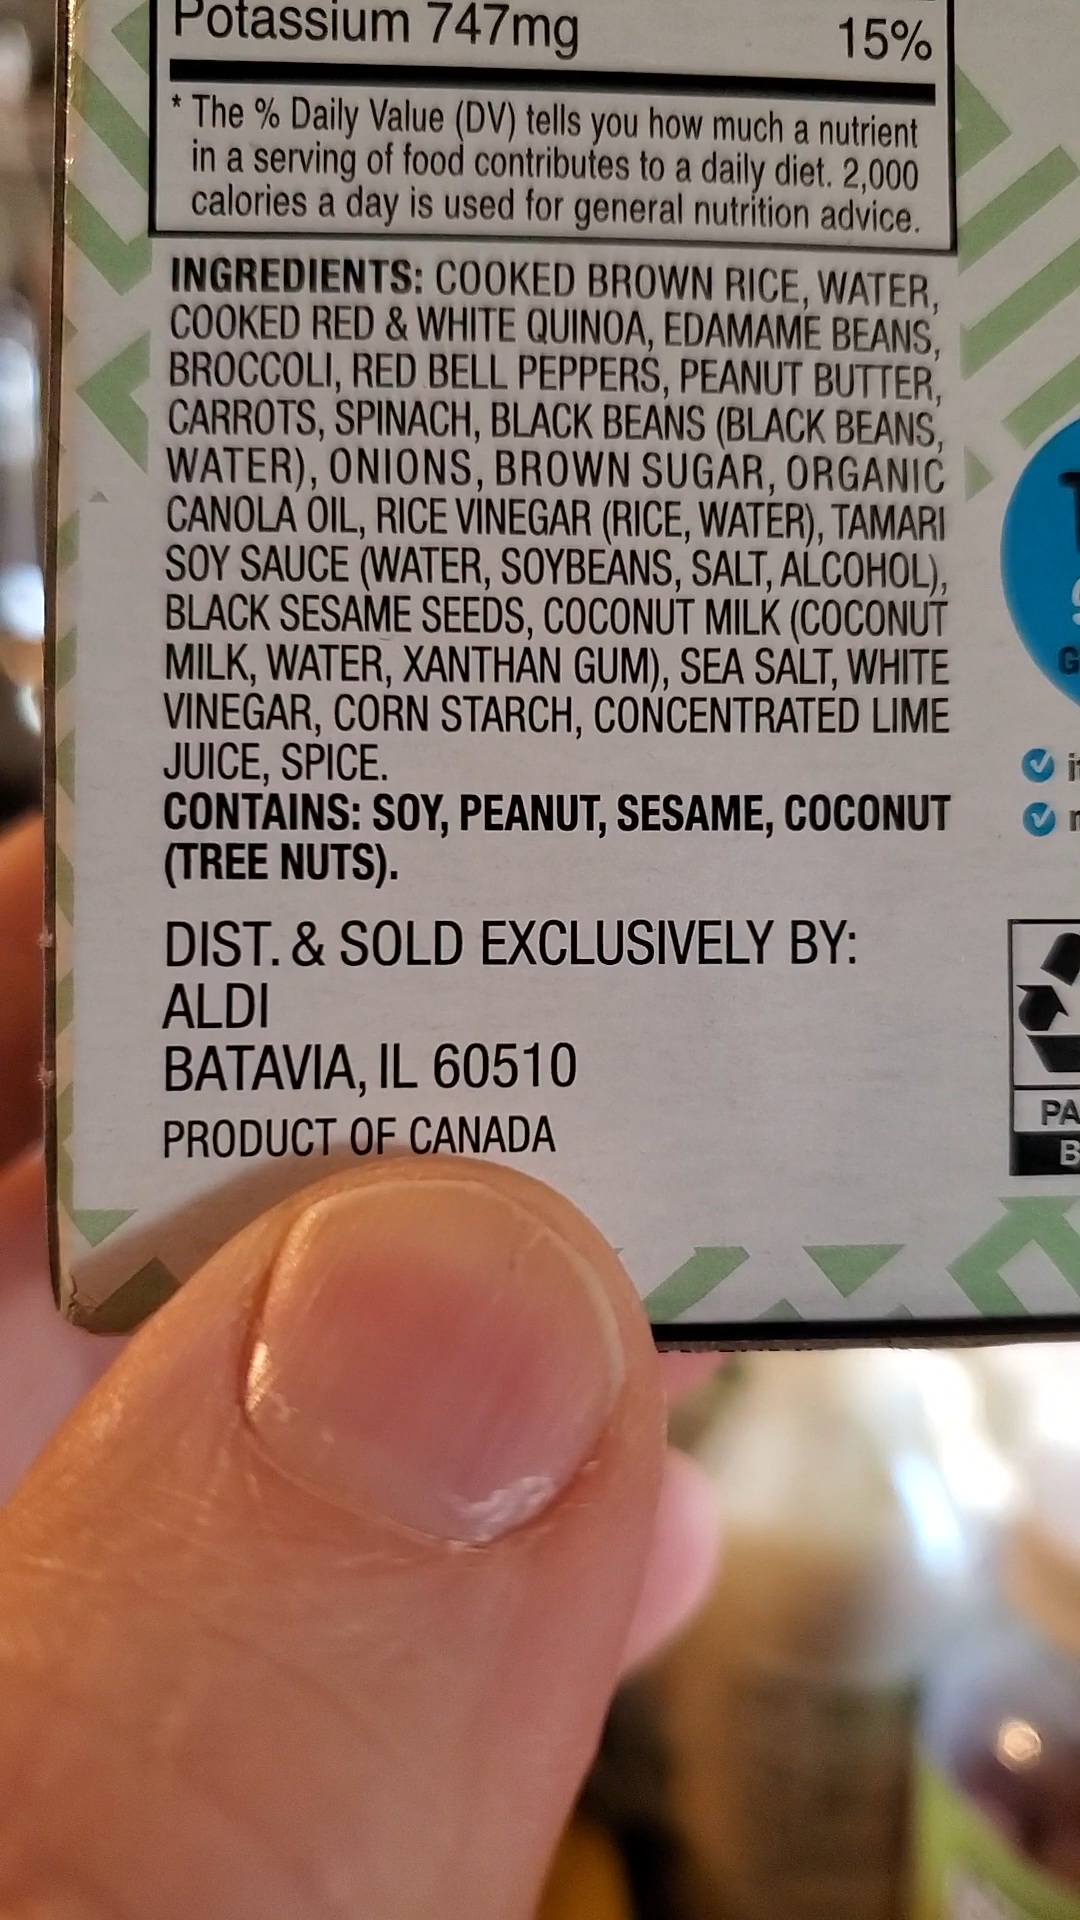 Potassium 747mg 15%
* The % Daily Value (DV) tells you how much a nutrient
in a serving of food contributes to a daily diet. 2,000
calories a day is used for general nutrition advice.
INGREDIENTS: COOKED BROWN RICE, WATER,
COOKED RED & WHITE QUINOA, EDAMAME BEANS,
BROCCOLI, RED BELL PEPPERS, PEANUT BUTTER,
CARROTS, SPINACH, BLACK BEANS (BLACK BEANS,
WATER), ONIONS, BROWN SUGAR, ORGANIC
CANOLA OIL, RICE VINEGAR (RICE, WATER), TAMARI
SOY SAUCE (WATER, SOYBEANS, SALT, ALCOHOL),
BLACK SESAME SEEDS, COCONUT MILK (COCONUT
MILK, WATER, XANTHAN GUM), SEA SALT, WHITE
VINEGAR, CORN STARCH, CONCENTRATED LIME
JUICE, SPICE.
CONTAINS: SOY, PEANUT, SESAME, COCONUT
(TREE NUTS).
DIST. & SOLD EXCLUSIVELY BY:
ALDI
BATAVIA, IL 60510
PRODUCT OF CANADA
PA
B